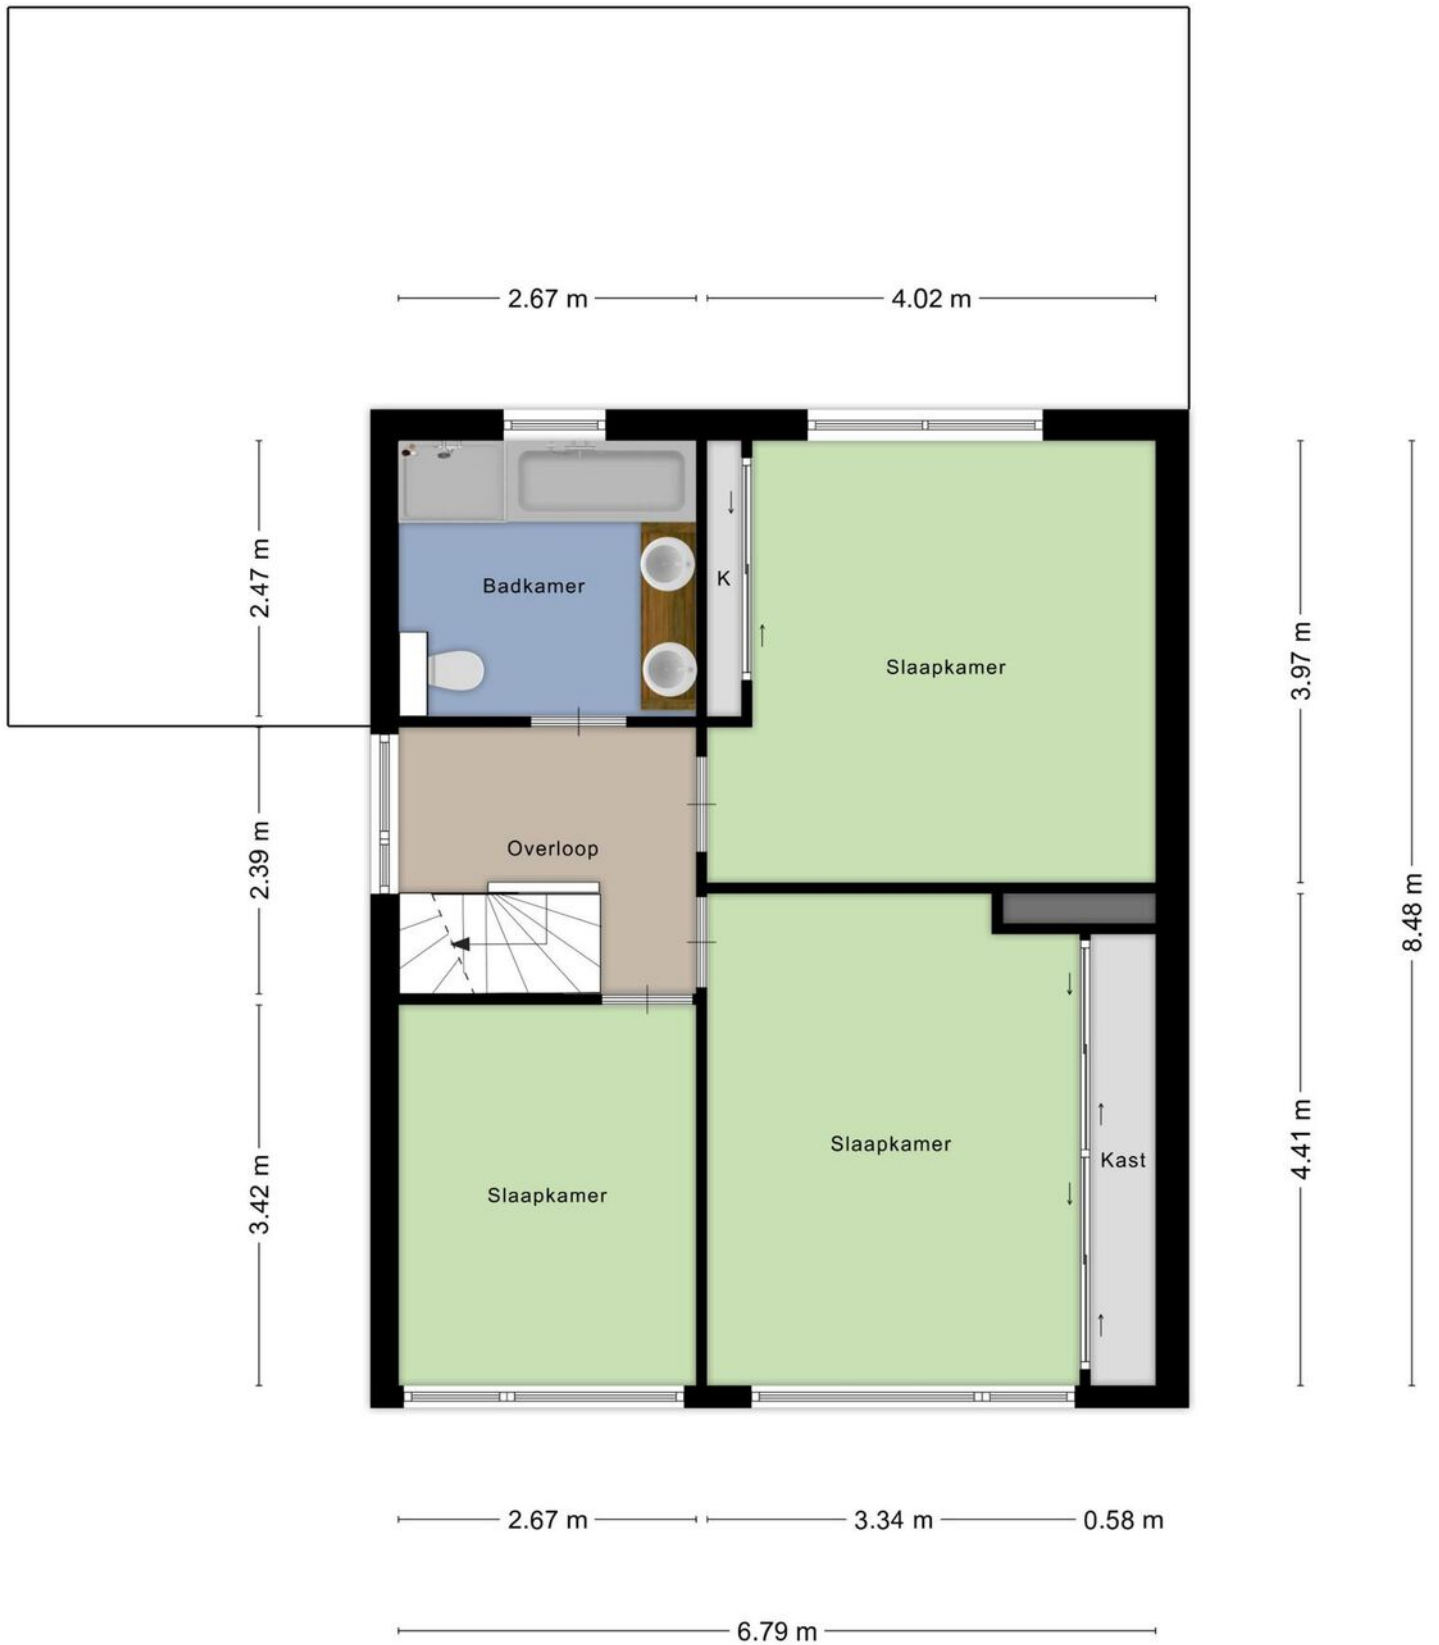 2.67 m
4.02 m
2.47 m
Badkamer
K
Slaapkamer
3.97 m
2.39 m
Overloop
8.48 m
Slaapkamer
Kast
4.41 m
3.42 m
Slaapkamer
2.67 m
3.34 m
0.58 m
6.79 m